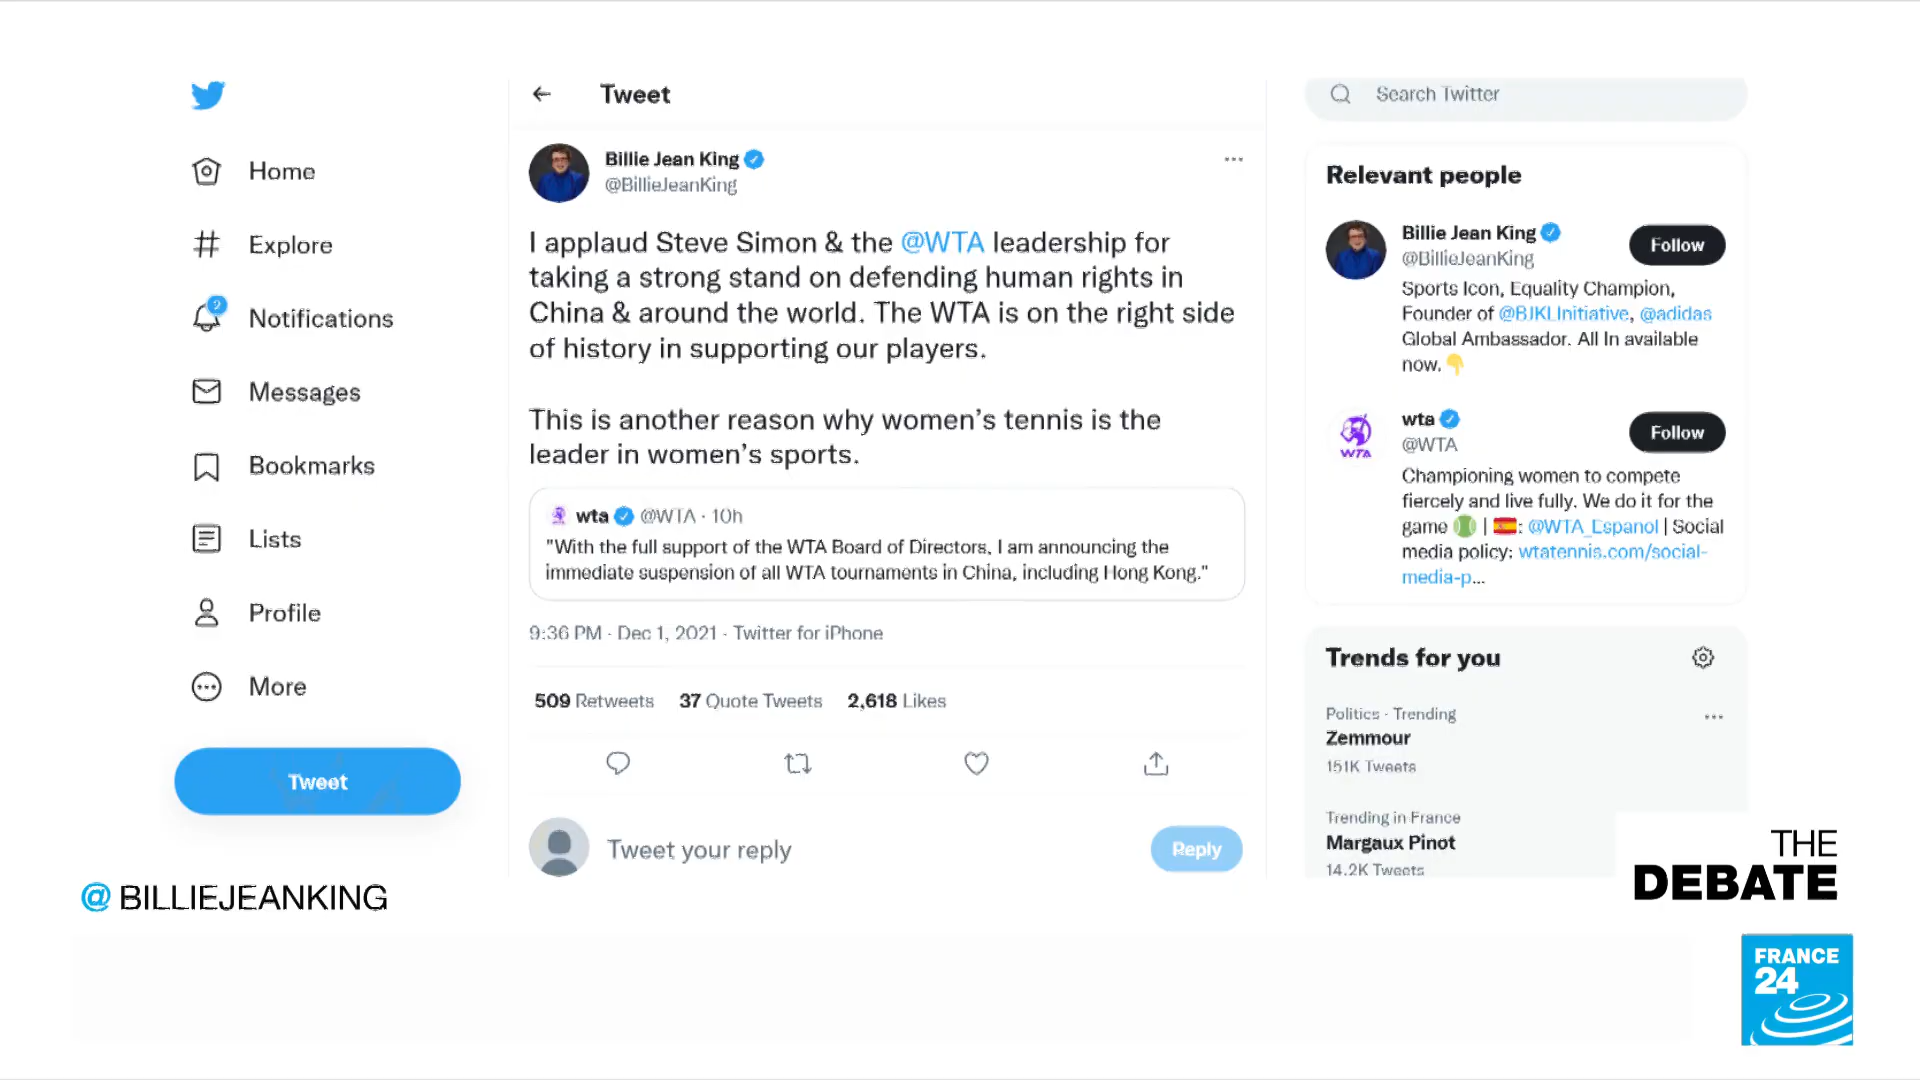 Home
Explore
2
Notifications
Messages
Bookmarks
Lists
Profile
More
Tweet
Tweet
Billie Jean King
@BillieJeanKing
I applaud Steve Simon & the @WTA leadership for
taking a strong stand on defending human rights in
China & around the world. The WTA is on the right side
of history in supporting our players.
This is another reason why women’s tennis is the
leader in women’s sports.
wta @WTA · 10h
"With the full support of the WTA Board of Directors, I am announcing the
immediate suspension of all WTA tournaments in China, including Hong Kong."
9:36 PM · Dec 1, 2021 · Twitter for iPhone
509 Retweets 37 Quote Tweets 2,618 Likes
Tweet your reply
Reply
Search Twitter
Relevant people
Billie Jean King
@BillieJeanKing
Follow
Sports Icon, Equality Champion,
Founder of @BJKLInitiative, @adidas
Global Ambassador. All In available
now.👇
WTA
wta
@WTA
Follow
Championing women to compete
fiercely and live fully. We do it for the
game 🎾 | 🇪🇸: @WTA_Espanol | Social
media policy: wtatennis.com/social-
media-p...
Trends for you
Politics · Trending
Zemmour
151K Tweets
Trending in France
Margaux Pinot
14.2K Tweets
@BILLIEJEANKING
THE
DEBATE
FRANCE
24